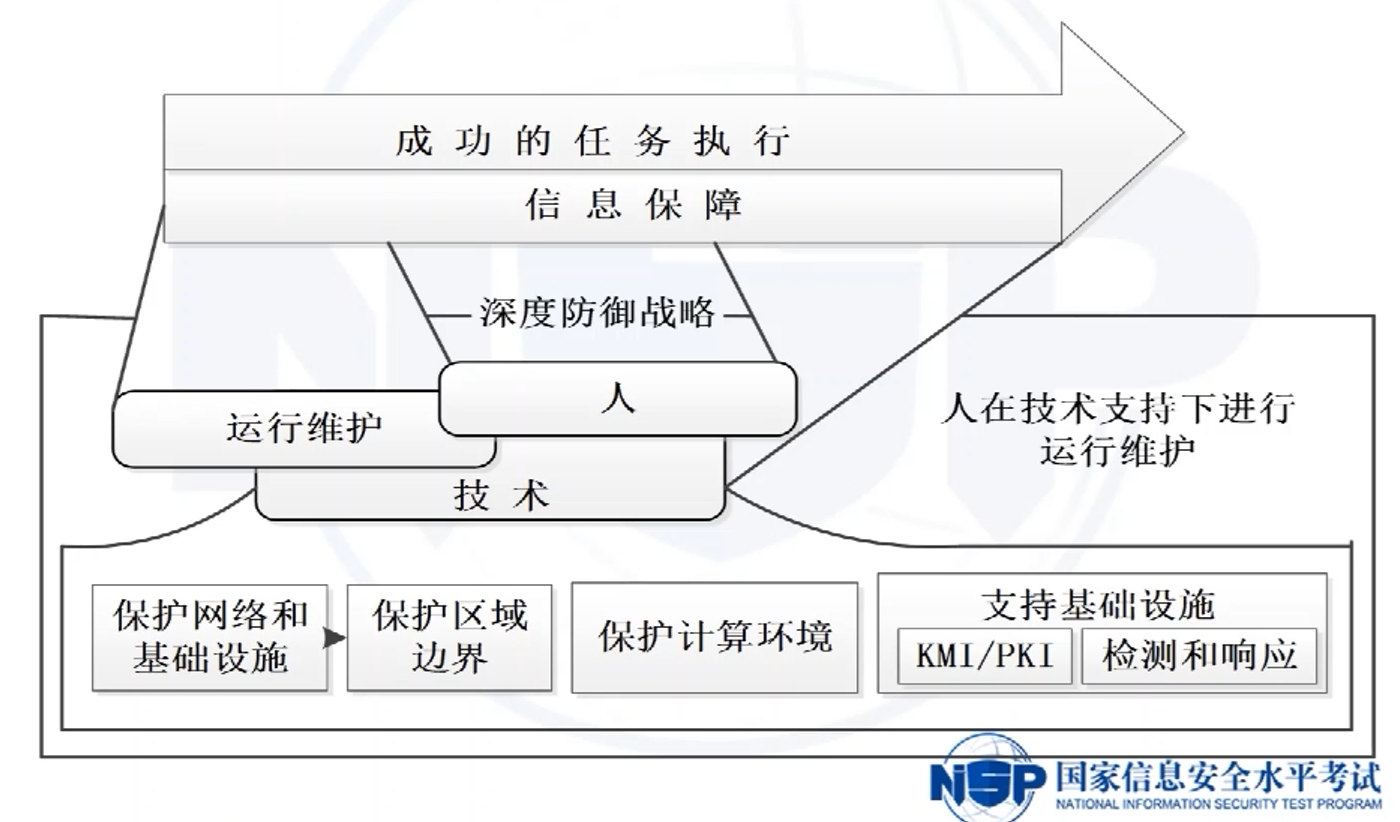 成功的任务执行
信息保障
深度防御战略
人
运行维护
技术
人在技术支持下进行
运行维护
保护网络和
基础设施
保护区域
边界
保护计算环境
支持基础设施
KMI/PKI
检测和响应
NSP
国家信息安全水平考试
NATIONAL INFORMATION SECURITY TEST PROGRAM